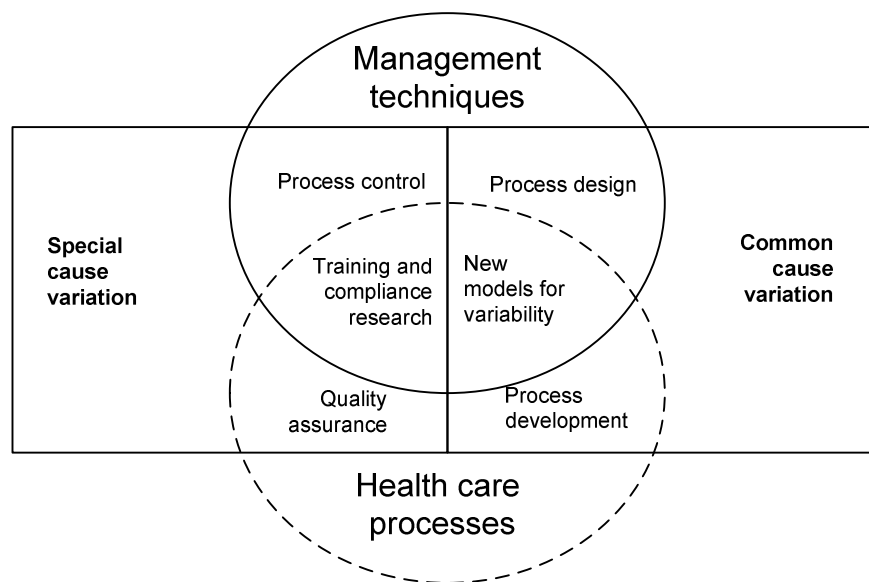 Management
techniques
Process control
Process design
Special
cause
variation
Training and
compliance
research
New
models for
variability
Common
cause
variation
Quality
assurance
Process
development
Health care
processes